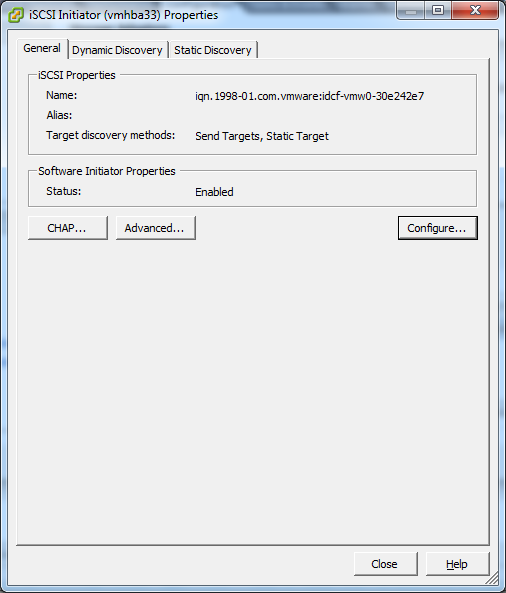 iSCSI Initiator (vmhba33) Properties
General Dynamic Discovery Static Discovery
iSCSI Properties
Name: iqn.1998-01.com.vmware:idcf-vmw0-30e242e7
Alias:
Target discovery methods: Send Targets, Static Target
Software Initiator Properties
Status: Enabled
CHAP... Advanced... Configure...
Close Help